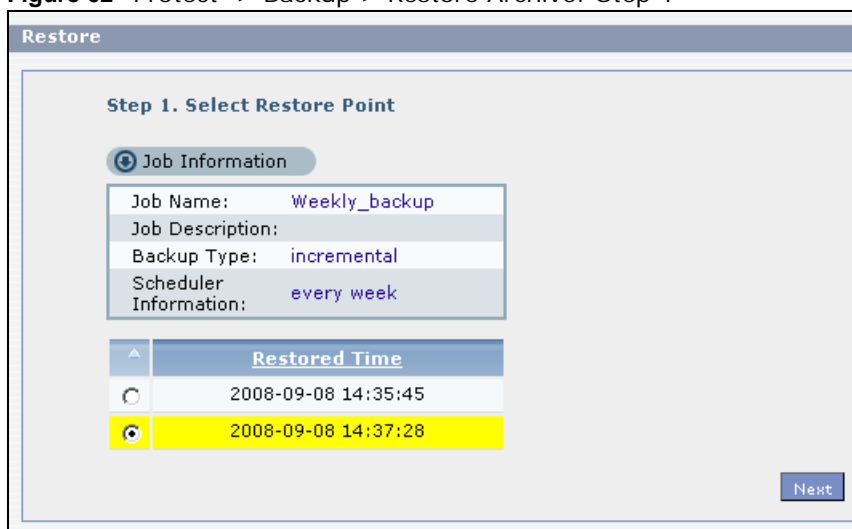 Restore
Step 1. Select Restore Point
Job Information
Job Name: Weekly_backup
Job Description:
Backup Type: incremental
Scheduler
Information: every week
Restored Time
2008-09-08 14:35:45
2008-09-08 14:37:28
Next